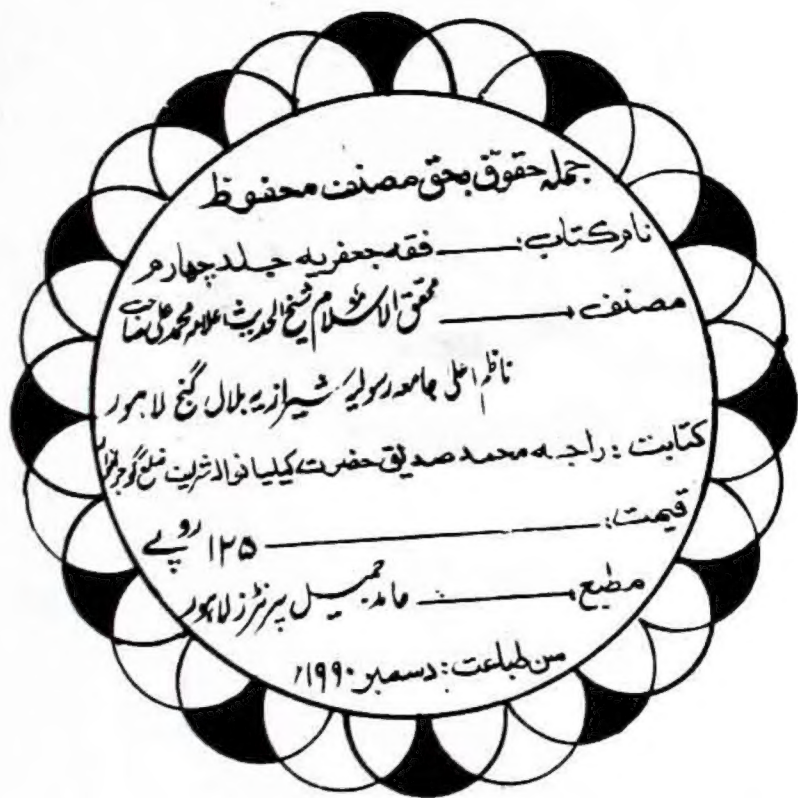 جملہ حقوق بحق مصنف محفوظ
نام کتاب: فقہ جعفریہ جلد چہارم
مصنف محقق الاسلام شیخ الحدیث علامہ محمد علی صاحب
ناظم اعلیٰ جامعہ رسولیہ شیرازیہ بلال گنج لاہور
کتابت: راجہ محمد صدیق حضرت کیلیانوالہ شریف ضلع گوجرانوالہ
قیمت: ۱۲۵ روپے
مطبع حامد جمیل پرنٹرز لاہور
سن طباعت: دسمبر ۱۹۹۰ء